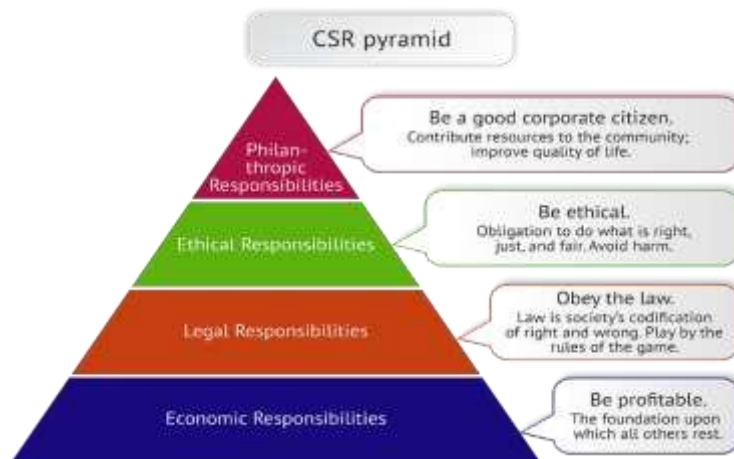 CSR pyramid
Philan-
thropic
Responsibilities
Be a good corporate citizen.
Contribute resources to the community;
improve quality of life.
Ethical Responsibilities
Be ethical.
Obligation to do what is right,
just, and fair. Avoid harm.
Legal Responsibilities
Obey the law.
Law is society's codification
of right and wrong. Play by the
rules of the game.
Economic Responsibilities
Be profitable.
The foundation upon
which all others rest.